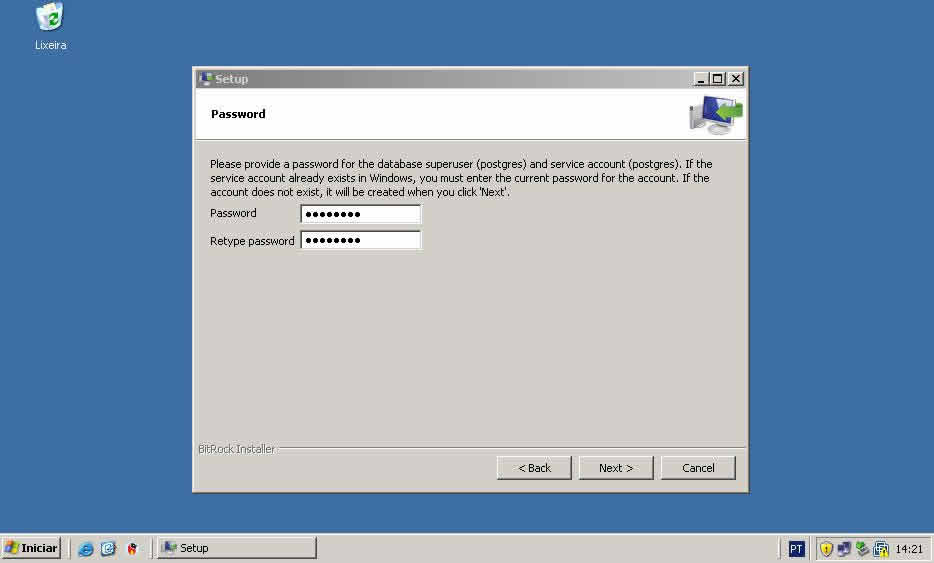 Lixeira
Setup
Password
Please provide a password for the database superuser (postgres) and service account (postgres). If the
service account already exists in Windows, you must enter the current password for the account. If the
account does not exist, it will be created when you click 'Next'.
Password ●●●●●●●●
Retype password ●●●●●●●●
BitRock Installer
< Back Next > Cancel
Iniciar Setup PT 14:21